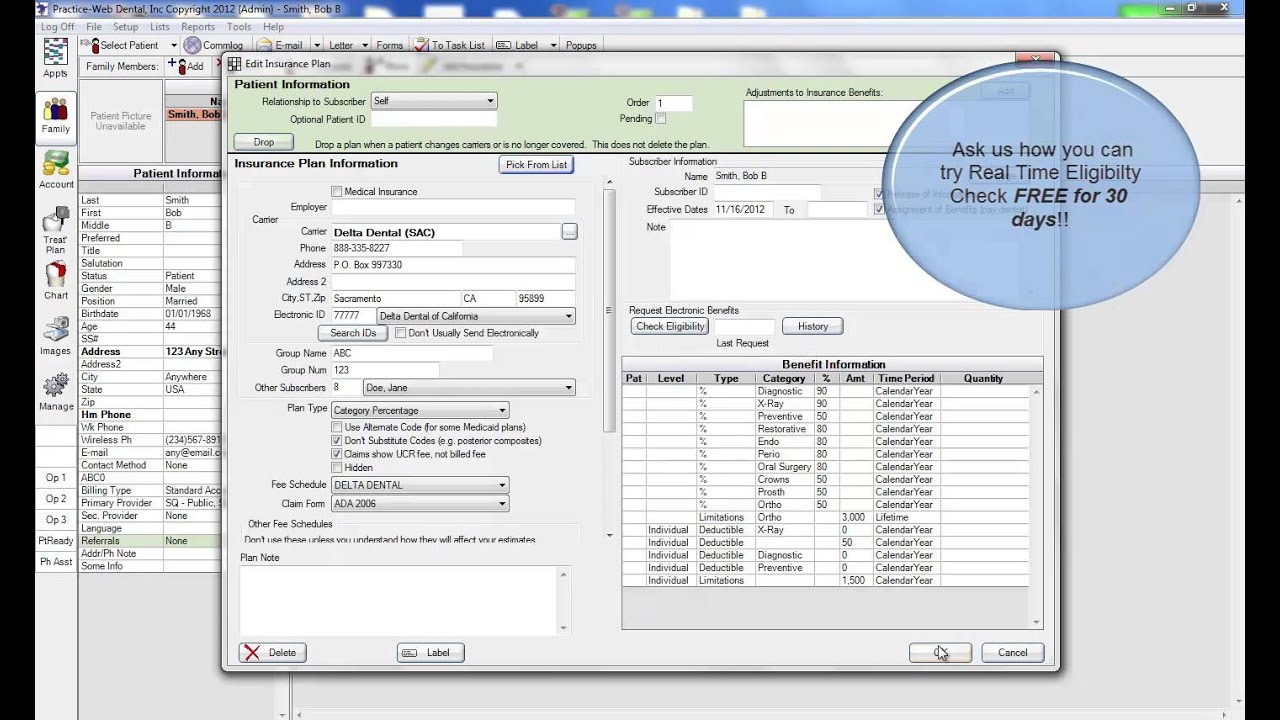 Practice-Web Dental, Inc Copyright 2012 {Admin} - Smith, Bob B
Log Off File Setup Lists Reports Tools Help
Select Patient Commlog E-mail Letter Forms To Task List Label Popups
Appts
Family Members: Add
Family
Account
Treat' Plan
Chart
Images
Manage
Op 1
Op 2
Op 3
PtReady
Ph Asst
Patient Picture
Unavailable
Smith, Bob
Patient Informat
Last Smith
First Bob
Middle B
Preferred
Title
Salutation
Status Patient
Gender Male
Position Married
Birthdate 01/01/1968
Age 44
SS#
Address 123 Any Stre
Address2
City Anywhere
State USA
Zip
Hm Phone
Wk Phone
Wireless Ph (234)567-891
E-mail any@email.c
Contact Method None
ABC0
Billing Type Standard Acc
Primary Provider SQ - Public, S
Sec. Provider None
Language
Referrals None
Addr/Ph Note
Some Info
Edit Insurance Plan
Patient Information
Relationship to Subscriber Self
Optional Patient ID
Order 1
Pending
Adjustments to Insurance Benefits:
Add
Drop Drop a plan when a patient changes carriers or is no longer covered. This does not delete the plan.
Insurance Plan Information Pick From List
Medical Insurance
Employer
Carrier
Carrier Delta Dental (SAC) ...
Phone 888-335-8227
Address P.O. Box 997330
Address 2
City,ST,Zip Sacramento CA 95899
Electronic ID 77777 Delta Dental of California
Search IDs Don't Usually Send Electronically
Group Name ABC
Group Num 123
Other Subscribers 8 Doe, Jane
Plan Type Category Percentage
Use Alternate Code (for some Medicaid plans)
Don't Substitute Codes (e.g. posterior composites)
Claims show UCR fee, not billed fee
Hidden
Fee Schedule DELTA DENTAL
Claim Form ADA 2006
Other Fee Schedules
Don't use these unless you understand how they will affect your estimates
Plan Note
Delete Label
Subscriber Information
Name Smith, Bob B
Subscriber ID
Effective Dates 11/16/2012 To
Release of Info
Assignment of Benefits (pay dentist)
Note
Ask us how you can
try Real Time Eligibilty
Check FREE for 30
days!!
Request Electronic Benefits
Check Eligibility History
Last Request
Benefit Information
Pat Level Type Category % Amt Time Period Quantity
% Diagnostic 90 CalendarYear
% X-Ray 90 CalendarYear
% Preventive 50 CalendarYear
% Restorative 80 CalendarYear
% Endo 80 CalendarYear
% Perio 80 CalendarYear
% Oral Surgery 80 CalendarYear
% Crowns 50 CalendarYear
% Prosth 50 CalendarYear
% Ortho 50 CalendarYear
Limitations Ortho 3,000 Lifetime
Individual Deductible X-Ray 0 CalendarYear
Individual Deductible 50 CalendarYear
Individual Deductible Diagnostic 0 CalendarYear
Individual Deductible Preventive 0 CalendarYear
Individual Limitations 1,500 CalendarYear
Cancel